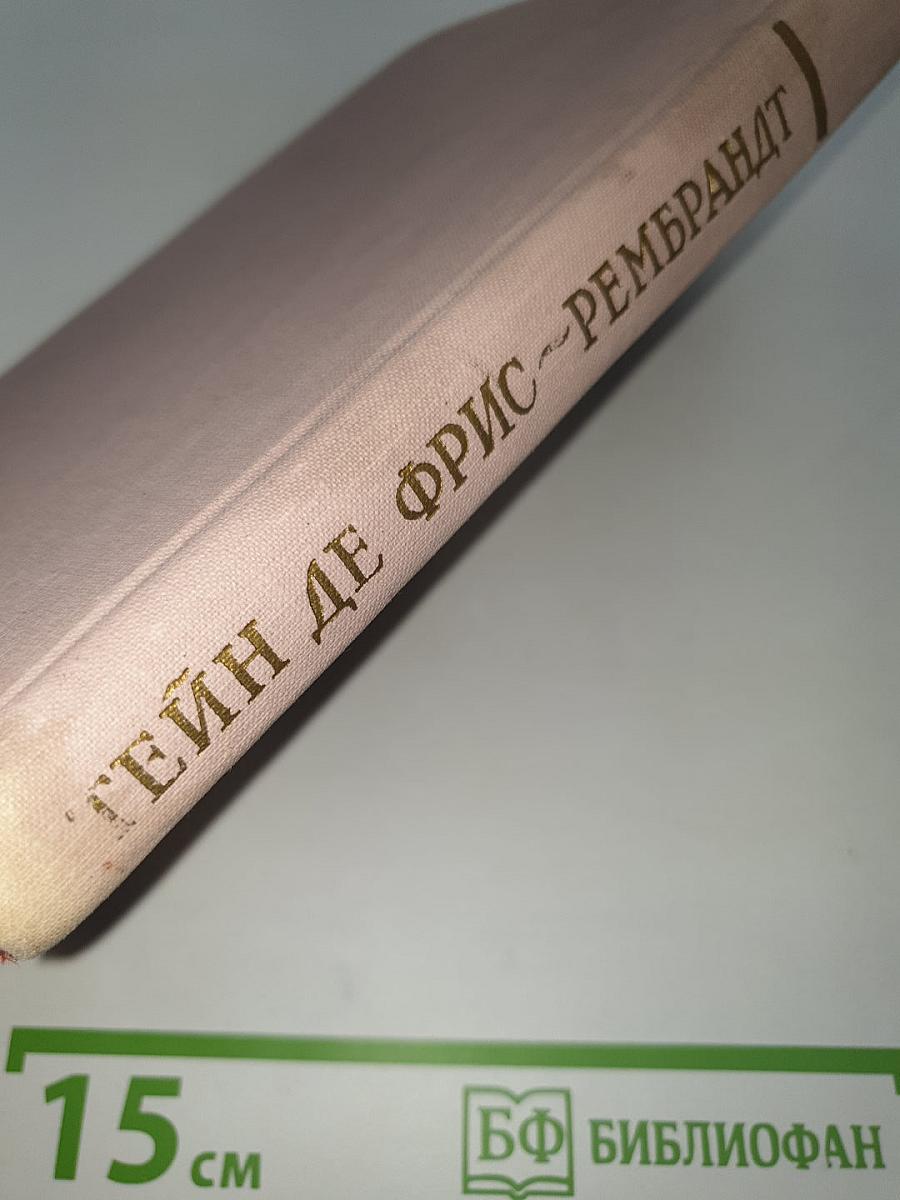 ТЕЙН ДЕ ФРИС ~ РЕМБРАНДТ
15 см
БФ БИБЛИОФАН